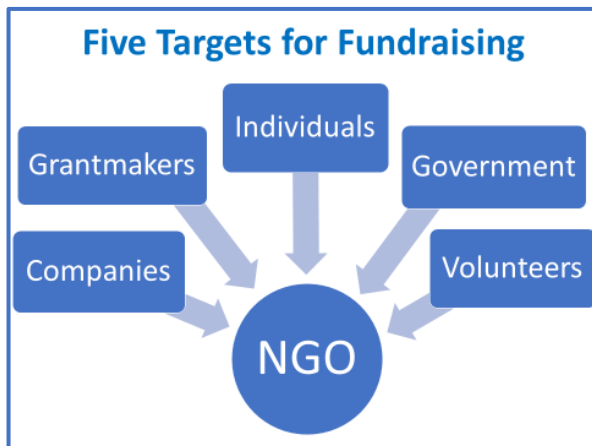 Five Targets for Fundraising
Individuals
Grantmakers
Government
Companies
Volunteers
NGO